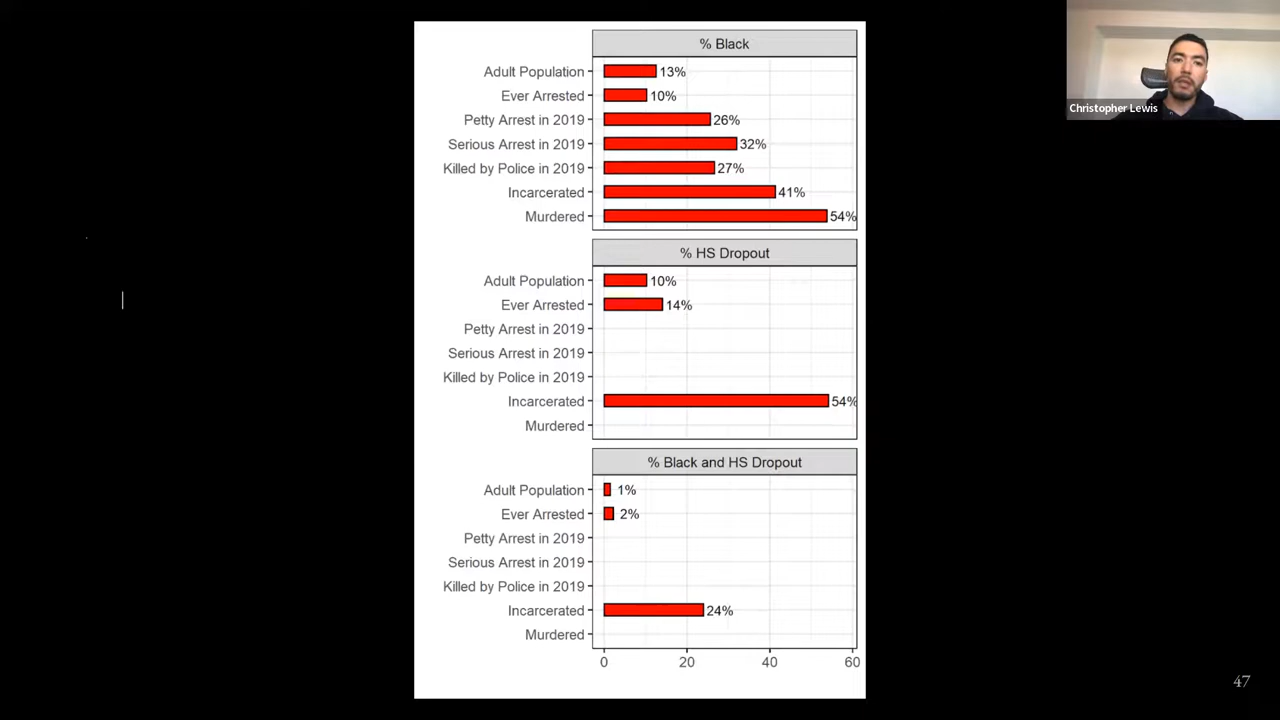 Christopher Lewis
% Black
Adult Population 13%
Ever Arrested 10%
Petty Arrest in 2019 26%
Serious Arrest in 2019 32%
Killed by Police in 2019 27%
Incarcerated 41%
Murdered 54%
% HS Dropout
Adult Population 10%
Ever Arrested 14%
Petty Arrest in 2019
Serious Arrest in 2019
Killed by Police in 2019
Incarcerated 54%
Murdered
% Black and HS Dropout
Adult Population 1%
Ever Arrested 2%
Petty Arrest in 2019
Serious Arrest in 2019
Killed by Police in 2019
Incarcerated 24%
Murdered
0 20 40 60
47